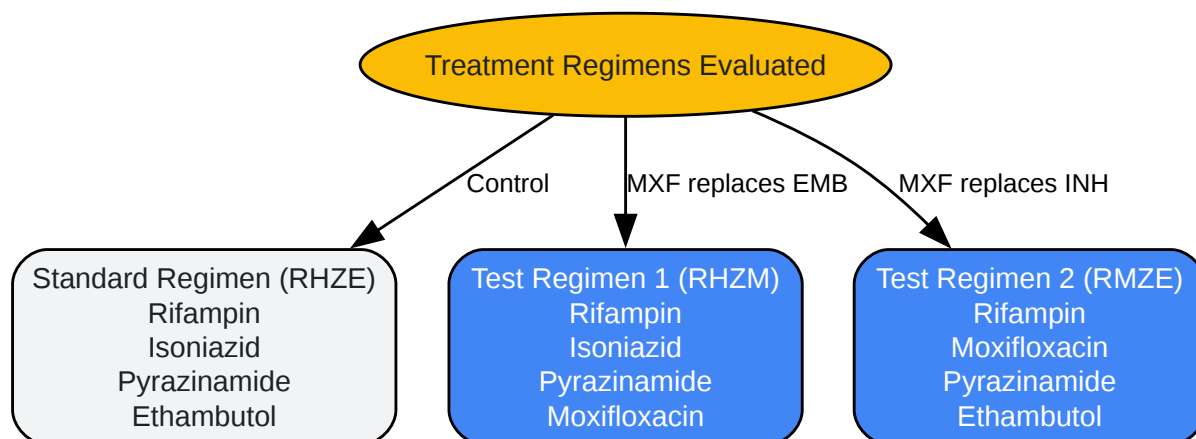 Treatment Regimens Evaluated
Control
MXF replaces EMB
MXF replaces INH
Standard Regimen (RHZE)
Rifampin
Isoniazid
Pyrazinamide
Ethambutol
Test Regimen 1 (RHZM)
Rifampin
Isoniazid
Pyrazinamide
Moxifloxacin
Test Regimen 2 (RMZE)
Rifampin
Moxifloxacin
Pyrazinamide
Ethambutol